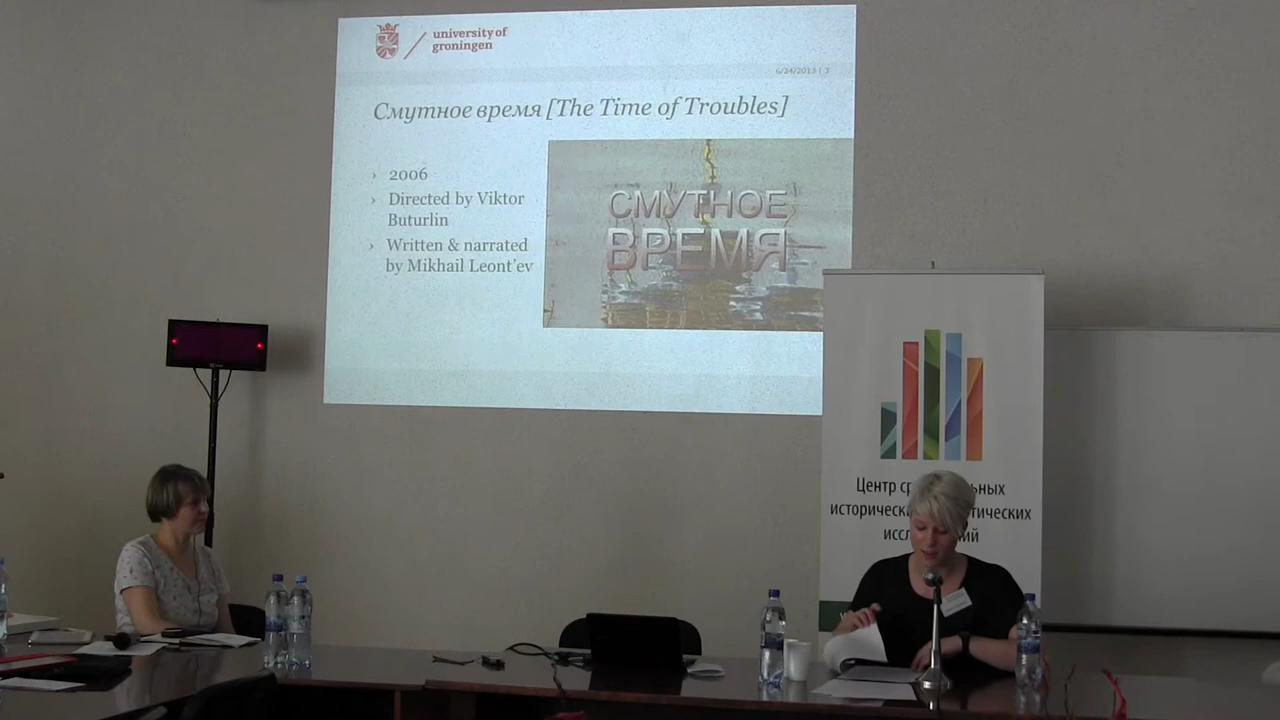 university of
groningen
6/24/2013 | 3
Смутное время [The Time of Troubles]
› 2006
› Directed by Viktor
Buturlin
› Written & narrated
by Mikhail Leont'ev
СМУТНОЕ
ВРЕМЯ
Центр